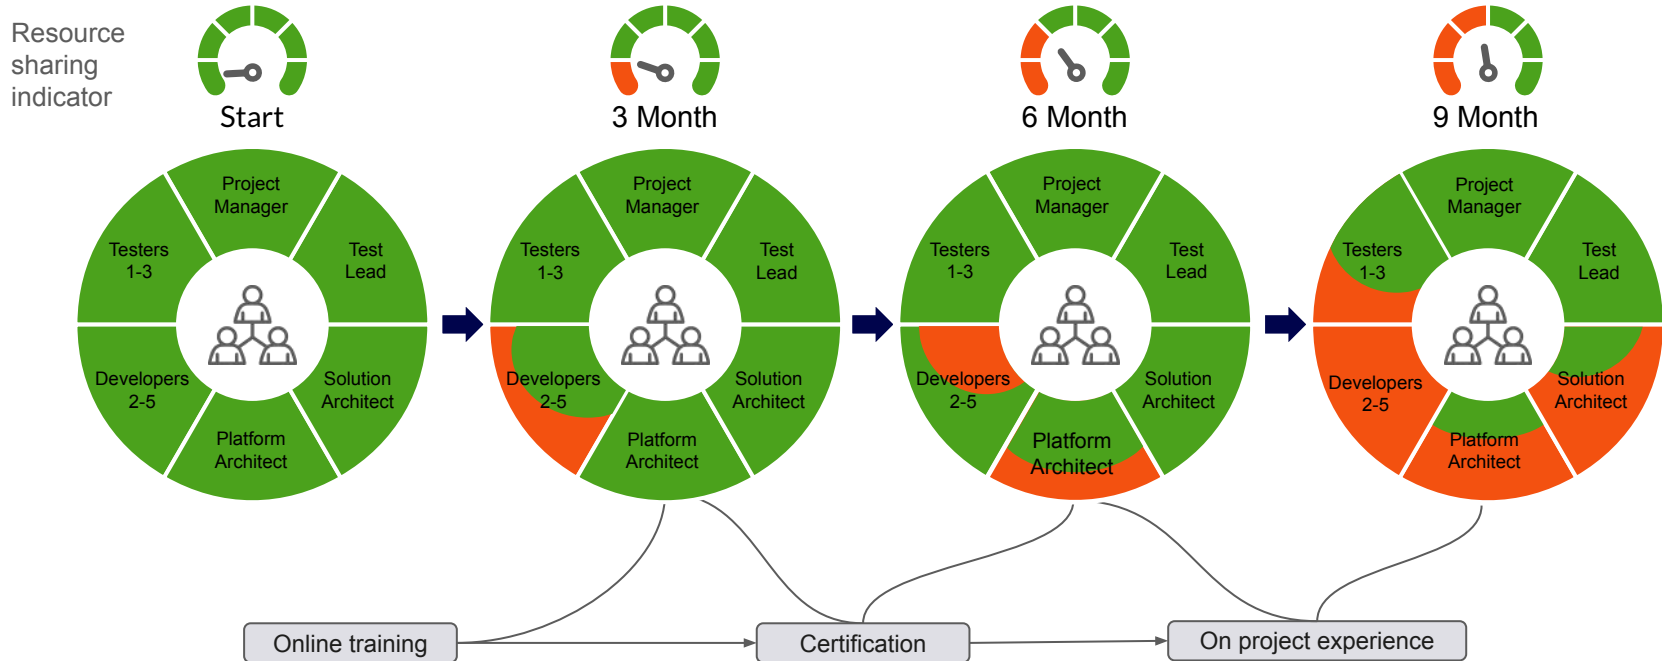 Resource
sharing
indicator
Start
3 Month
6 Month
9 Month
Project
Manager
Testers
1-3
Test
Lead
Developers
2-5
Solution
Architect
Platform
Architect
Project
Manager
Testers
1-3
Test
Lead
Developers
2-5
Solution
Architect
Platform
Architect
Project
Manager
Testers
1-3
Test
Lead
Developers
2-5
Solution
Architect
Platform
Architect
Project
Manager
Testers
1-3
Test
Lead
Developers
2-5
Solution
Architect
Platform
Architect
Online training
Certification
On project experience